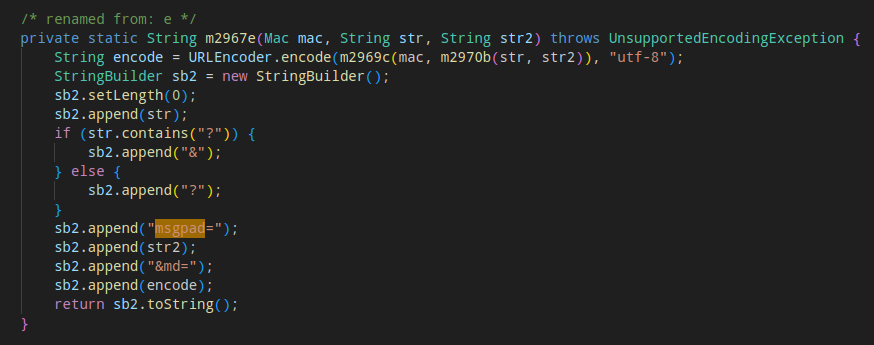 /* renamed from: e */
private static String m2967e(Mac mac, String str, String str2) throws UnsupportedEncodingException {
    String encode = URLEncoder.encode(m2969c(mac, m2970b(str, str2)), "utf-8");
    StringBuilder sb2 = new StringBuilder();
    sb2.setLength(0);
    sb2.append(str);
    if (str.contains("?")) {
        sb2.append("&");
    } else {
        sb2.append("?");
    }
    sb2.append("msgpad=");
    sb2.append(str2);
    sb2.append("&md=");
    sb2.append(encode);
    return sb2.toString();
}